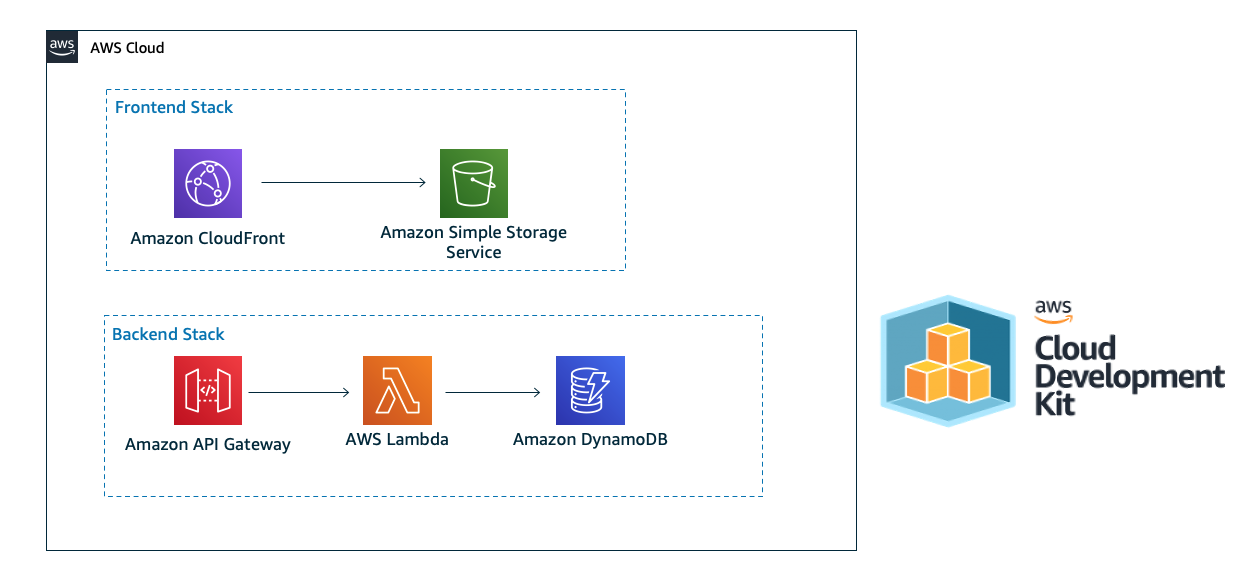 aws
AWS Cloud
Frontend Stack
Amazon CloudFront
Amazon Simple Storage
Service
Backend Stack
Amazon API Gateway
AWS Lambda
Amazon DynamoDB
aws
Cloud
Development
Kit